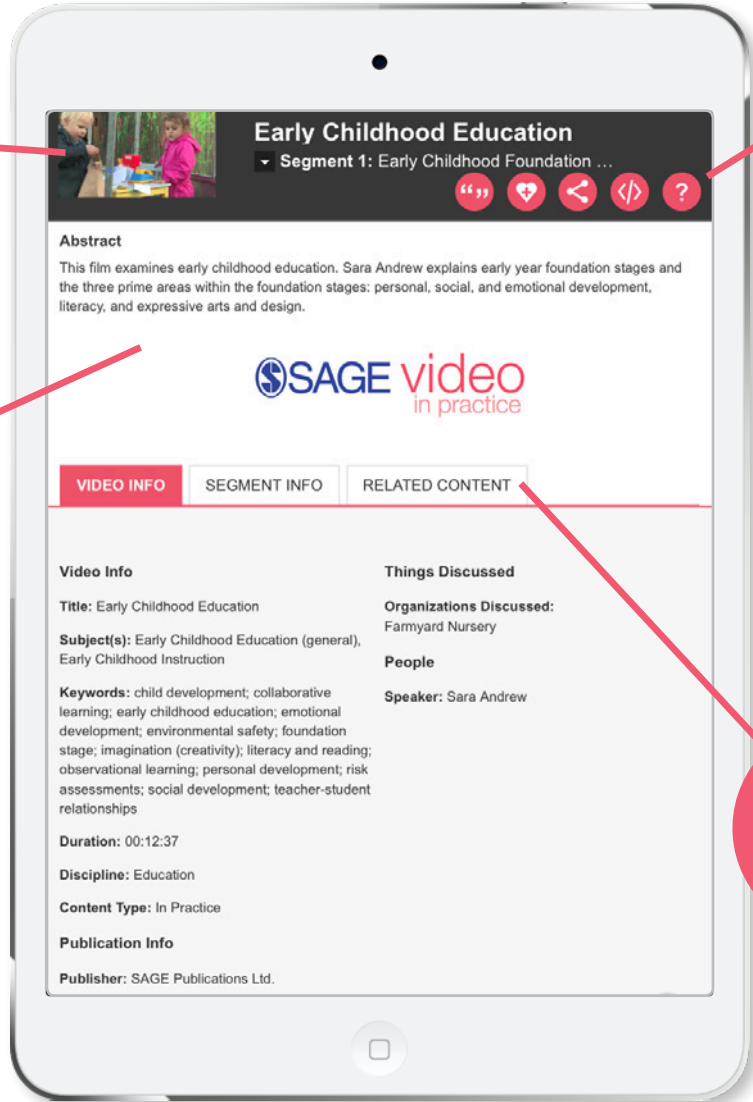 Early Childhood Education
Segment 1: Early Childhood Foundation ...
“ ” </> ?
Abstract
This film examines early childhood education. Sara Andrew explains early year foundation stages and
the three prime areas within the foundation stages: personal, social, and emotional development,
literacy, and expressive arts and design.
SSAGE video
in practice
VIDEO INFO SEGMENT INFO RELATED CONTENT
Video Info
Title: Early Childhood Education
Subject(s): Early Childhood Education (general),
Early Childhood Instruction
Keywords: child development; collaborative
learning; early childhood education; emotional
development; environmental safety; foundation
stage; imagination (creativity); literacy and reading;
observational learning; personal development; risk
assessments; social development; teacher-student
relationships
Duration: 00:12:37
Discipline: Education
Content Type: In Practice
Publication Info
Publisher: SAGE Publications Ltd.
Things Discussed
Organizations Discussed:
Farmyard Nursery
People
Speaker: Sara Andrew